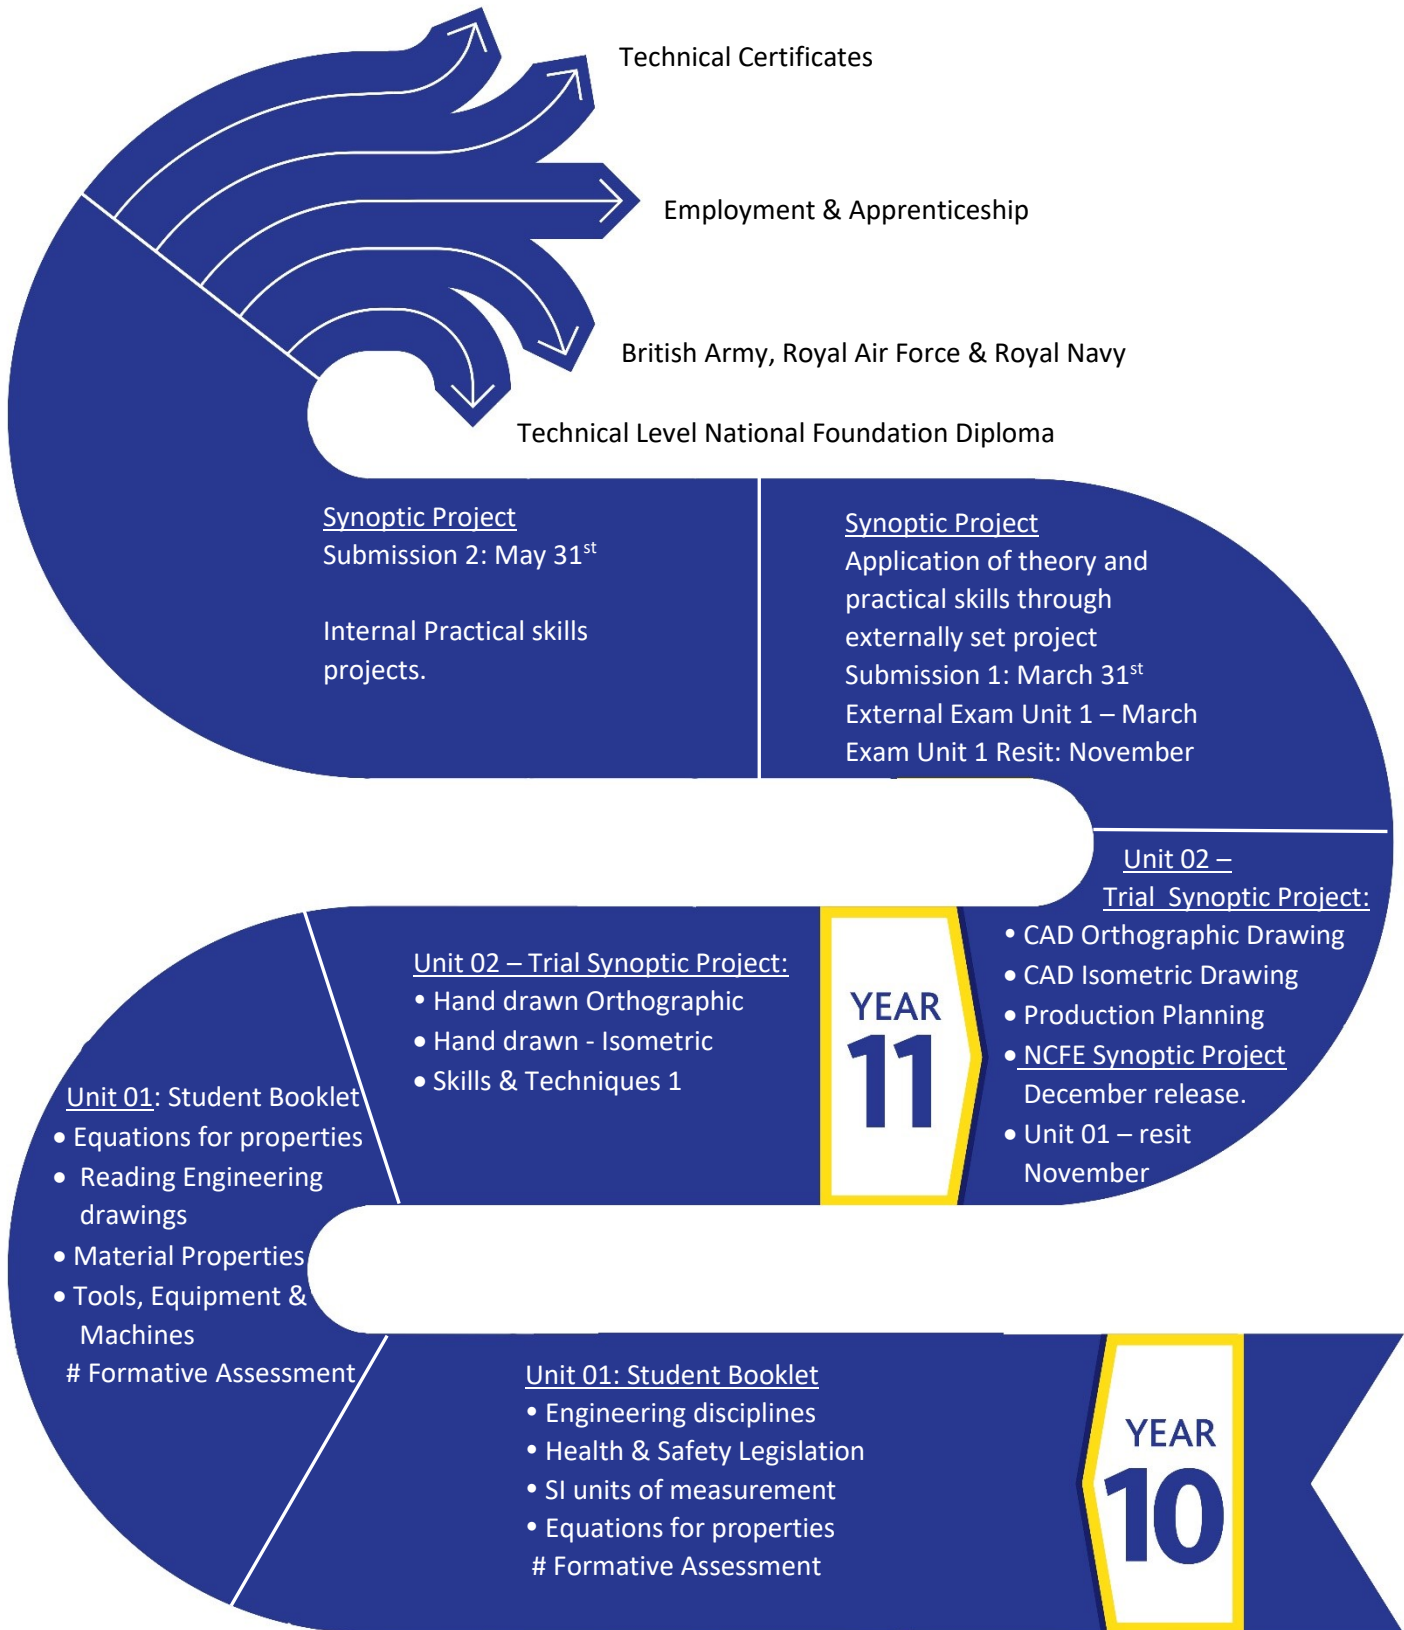 Technical Certificates
Employment & Apprenticeship
British Army, Royal Air Force & Royal Navy
Technical Level National Foundation Diploma
Synoptic Project
Submission 2: May 31st
Internal Practical skills
projects.
Synoptic Project
Application of theory and
practical skills through
externally set project
Submission 1: March 31st
External Exam Unit 1 – March
Exam Unit 1 Resit: November
Unit 02 –
Trial Synoptic Project:
• CAD Orthographic Drawing
• CAD Isometric Drawing
• Production Planning
• NCFE Synoptic Project
December release.
• Unit 01 – resit
November
YEAR
11
Unit 02 – Trial Synoptic Project:
• Hand drawn Orthographic
• Hand drawn - Isometric
• Skills & Techniques 1
Unit 01: Student Booklet
• Equations for properties
• Reading Engineering
drawings
• Material Properties
• Tools, Equipment &
Machines
# Formative Assessment
Unit 01: Student Booklet
• Engineering disciplines
• Health & Safety Legislation
• SI units of measurement
• Equations for properties
# Formative Assessment
YEAR
10